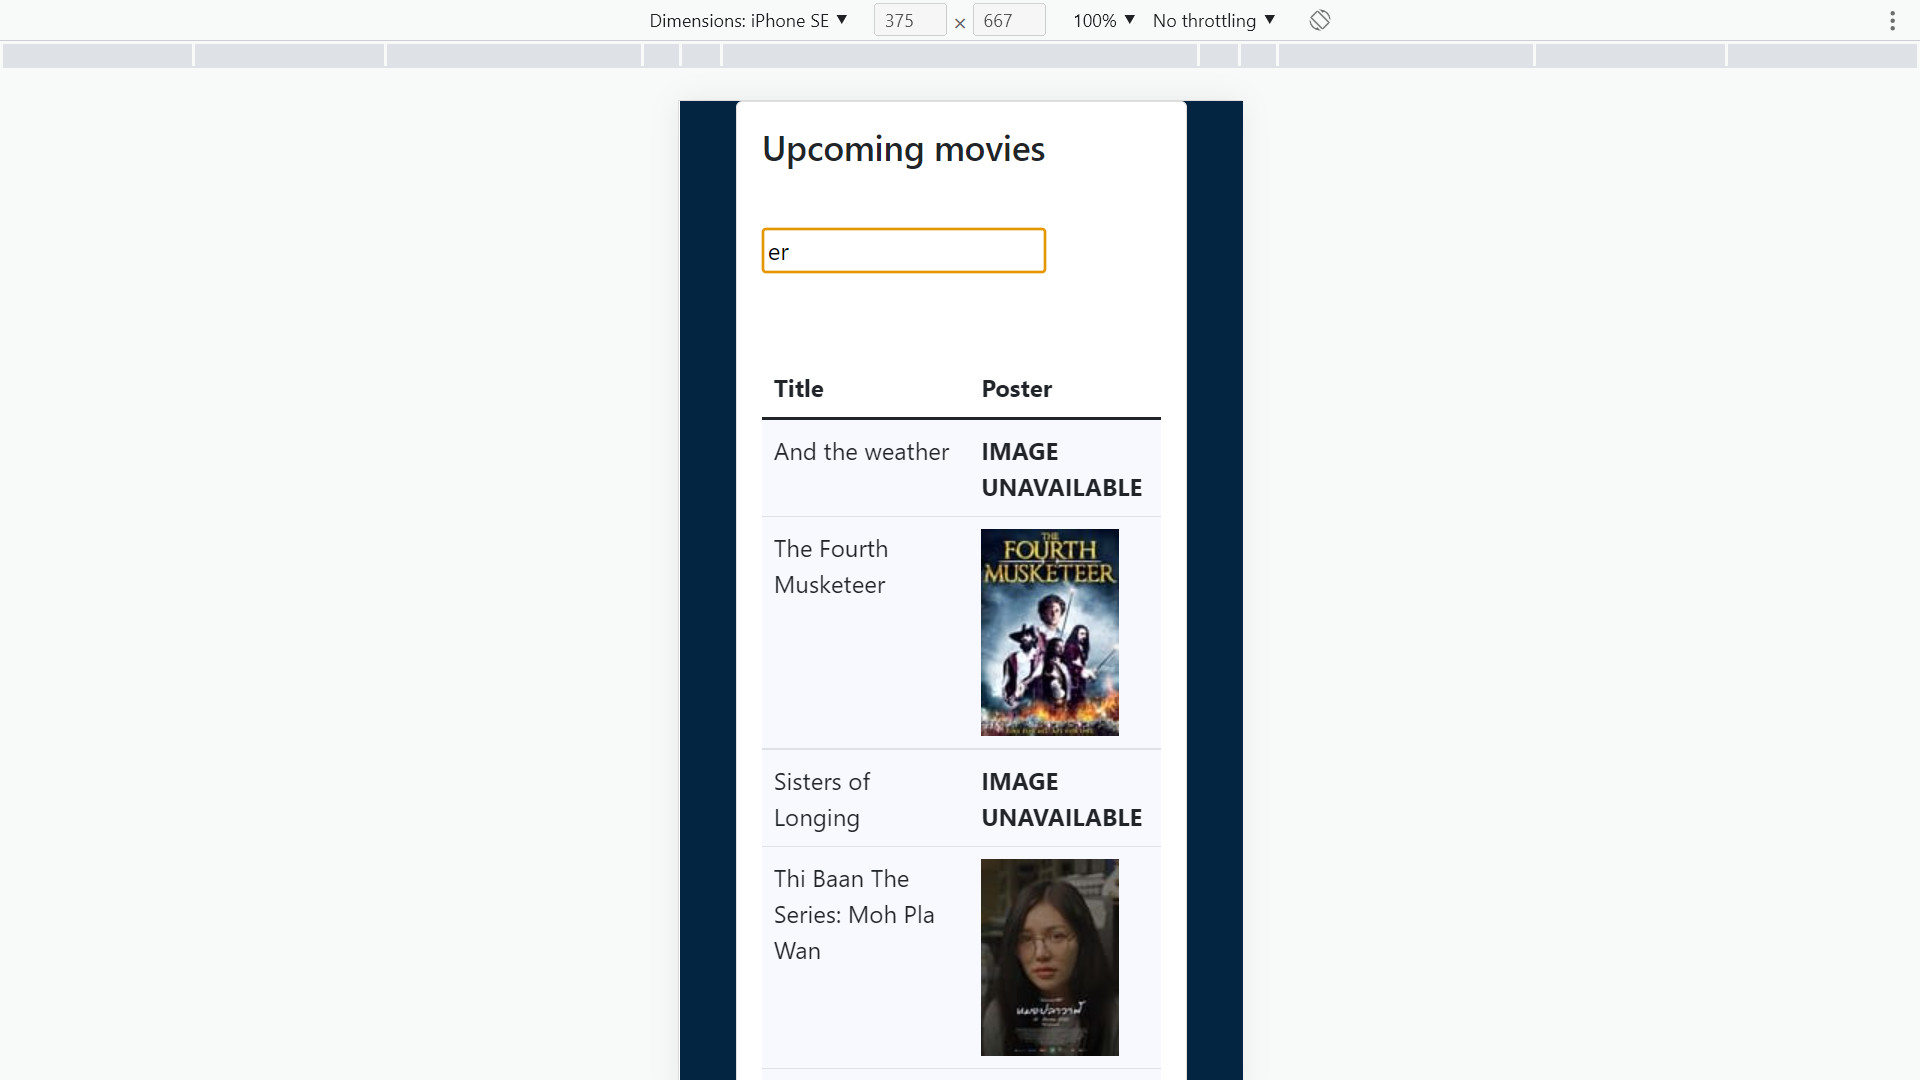 Dimensions: iPhone SE ▼ 375 × 667 100% ▼ No throttling ▼
Upcoming movies
er
Title Poster
And the weather IMAGE
UNAVAILABLE
The Fourth
Musketeer
THE
FOURTH
MUSKETEER
Sisters of IMAGE
Longing UNAVAILABLE
Thi Baan The
Series: Moh Pla
Wan
หมอปลาวาฬ